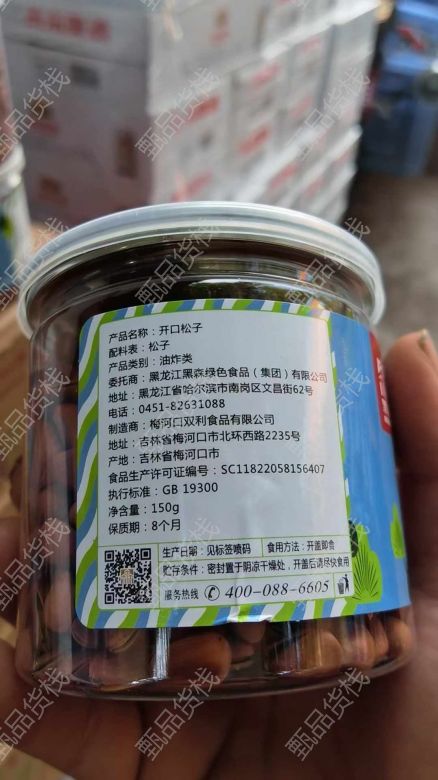 产品名称：开口松子
配料表：松子
产品类别：油炸类
委托商：黑龙江黑森绿色食品（集团）有限公司
地址：黑龙江省哈尔滨市南岗区文昌街62号
电话：0451-82631088
制造商：梅河口双利食品有限公司
地址：吉林省梅河口市北环西路2235号
产地：吉林省梅河口市
食品生产许可证编号：SC11822058156407
执行标准：GB 19300
净含量：150g
保质期：8个月
生产日期：见标签喷码 食用方法：开盖即食
贮存条件：密封置于阴凉干燥处，开盖后请尽快食用
服务热线 400-088-6605
甄品货栈